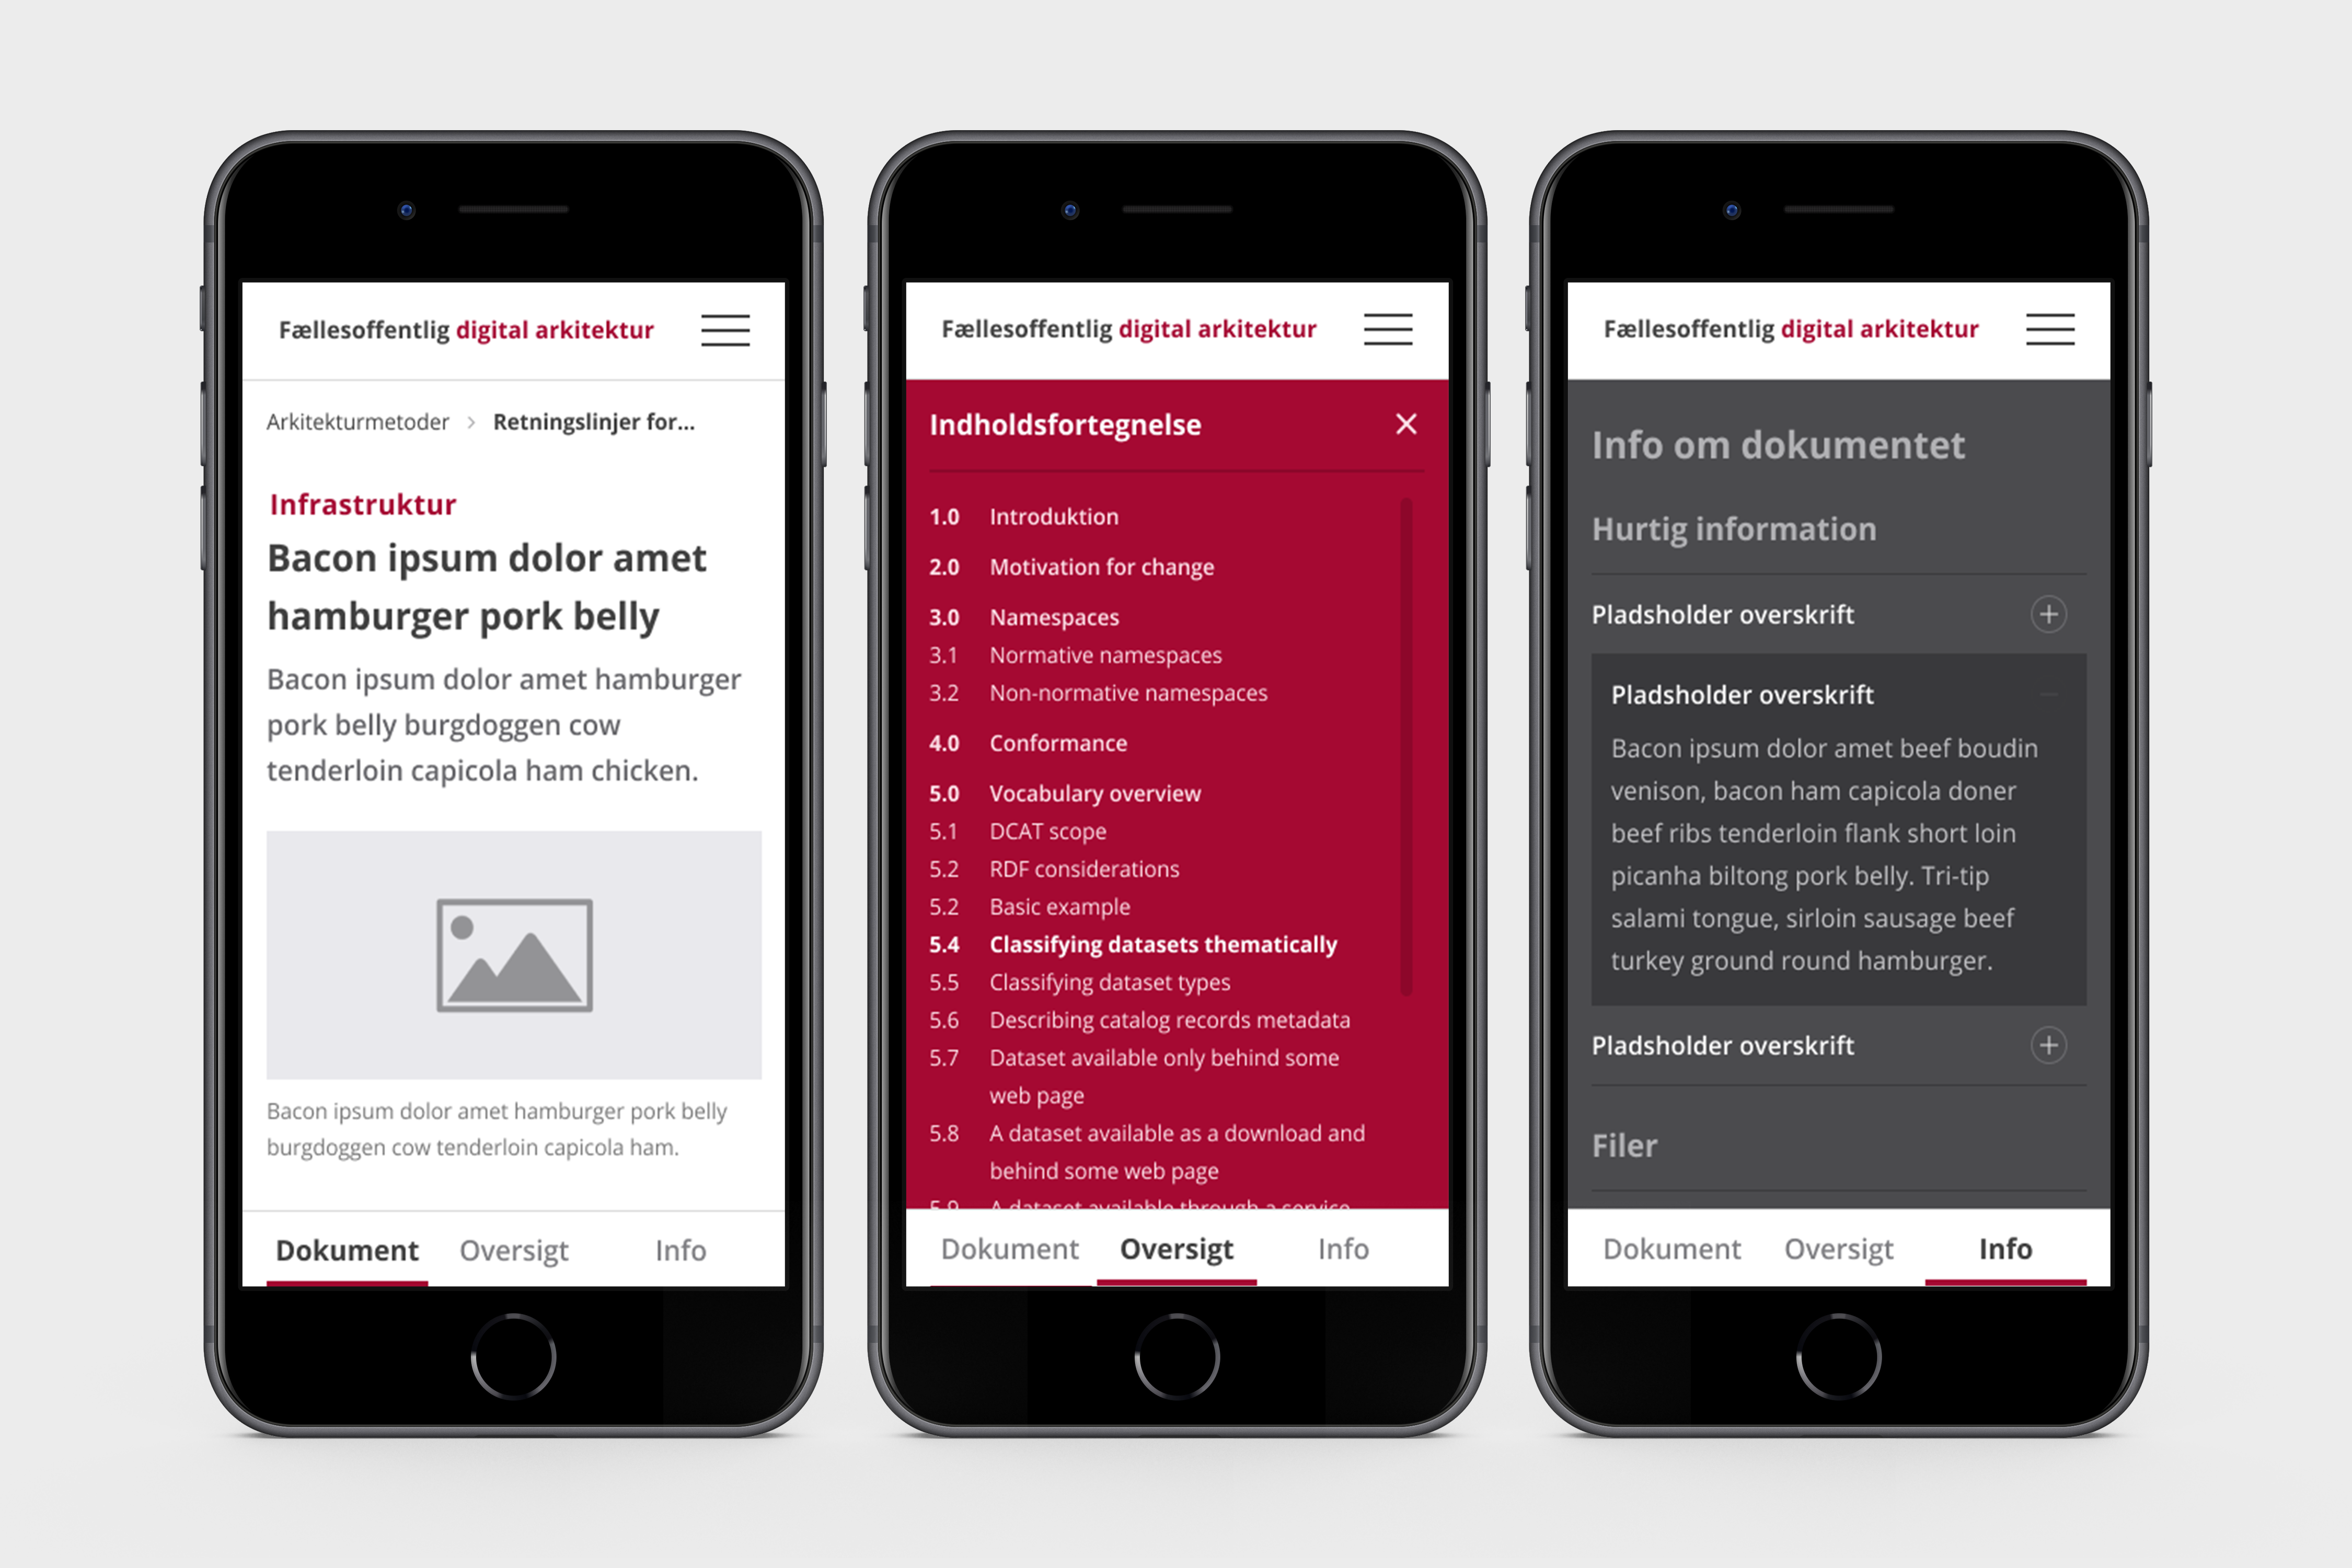 Fællesoffentlig digital arkitektur
Arkitekturmetoder > Retningslinjer for...
Infrastruktur
Bacon ipsum dolor amet
hamburger pork belly
Bacon ipsum dolor amet hamburger
pork belly burgdoggen cow
tenderloin capicola ham chicken.
Bacon ipsum dolor amet hamburger pork belly
burgdoggen cow tenderloin capicola ham.
Dokument Oversigt Info
Fællesoffentlig digital arkitektur
Indholdsfortegnelse
1.0 Introduktion
2.0 Motivation for change
3.0 Namespaces
3.1 Normative namespaces
3.2 Non-normative namespaces
4.0 Conformance
5.0 Vocabulary overview
5.1 DCAT scope
5.2 RDF considerations
5.2 Basic example
5.4 Classifying datasets thematically
5.5 Classifying dataset types
5.6 Describing catalog records metadata
5.7 Dataset available only behind some
web page
5.8 A dataset available as a download and
behind some web page
5.9 A dataset available through a service
Dokument Oversigt Info
Fællesoffentlig digital arkitektur
Info om dokumentet
Hurtig information
Pladsholder overskrift
Pladsholder overskrift
Bacon ipsum dolor amet beef boudin
venison, bacon ham capicola doner
beef ribs tenderloin flank short loin
picanha biltong pork belly. Tri-tip
salami tongue, sirloin sausage beef
turkey ground round hamburger.
Pladsholder overskrift
Filer
Dokument Oversigt Info